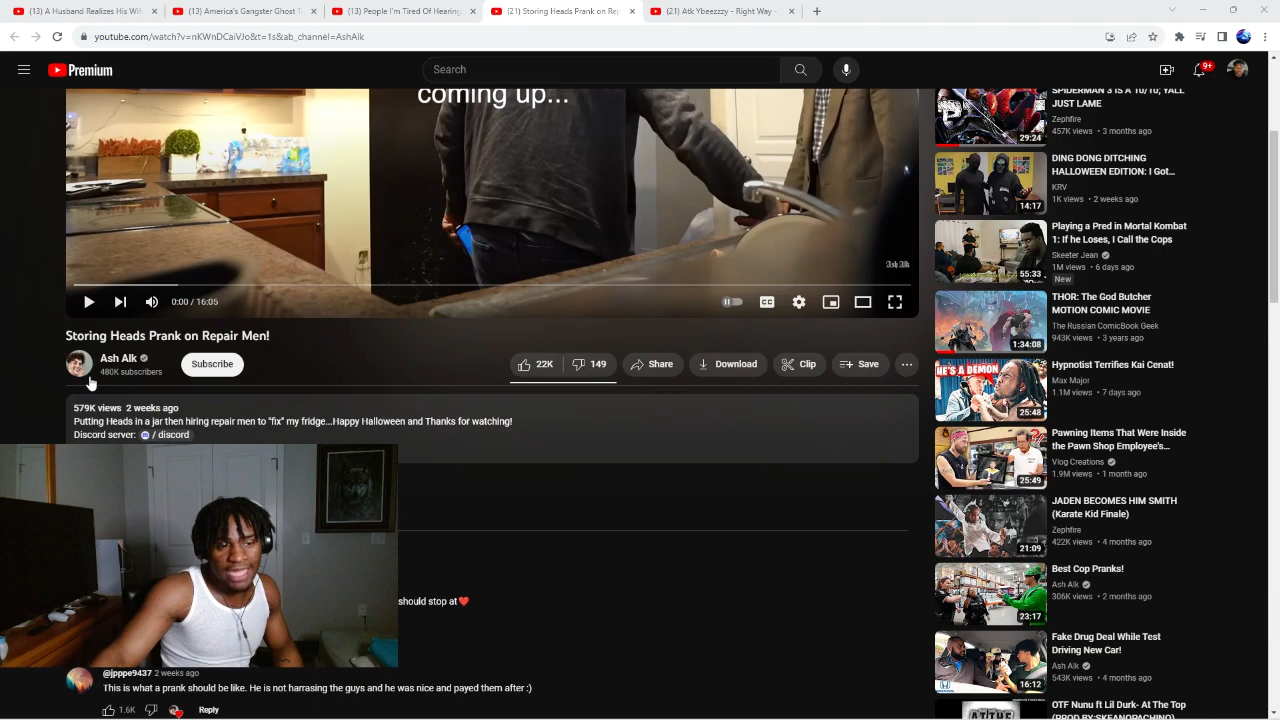 (13) A Husband Realizes His Wif
(13) America's Gangster Ghost T
(13) People I'm Tired Of Hearing
(21) Storing Heads Prank on Rep
(21) Atk Ybeezzzy - Right Way -
youtube.com/watch?v=nKWnDCaiVJo&t=1s&ab_channel=AshAlk
Premium
Search
9+
coming up...
0:00 / 16:05
CC
Storing Heads Prank on Repair Men!
Ash Alk
480K subscribers
Subscribe
22K
149
Share
Download
Clip
Save
579K views 2 weeks ago
Putting Heads in a jar then hiring repair men to "fix" my fridge...Happy Halloween and Thanks for watching!
Discord server: / discord
should stop at❤
@jpppe9437 2 weeks ago
This is what a prank should be like. He is not harrasing the guys and he was nice and payed them after :)
1.6K
Reply
SPIDERMAN 3 IS A 10/10; YALL
JUST LAME
Zephfire
457K views • 3 months ago
29:24
DING DONG DITCHING
HALLOWEEN EDITION: I Got...
KRV
1K views • 2 weeks ago
14:17
Playing a Pred in Mortal Kombat
1: If he Loses, I Call the Cops
Skeeter Jean
1M views • 6 days ago
New
55:33
THOR: The God Butcher
MOTION COMIC MOVIE
The Russian ComicBook Geek
943K views • 3 years ago
1:34:08
HE'S A DEMON
Hypnotist Terrifies Kai Cenat!
Max Major
1.1M views • 7 days ago
25:48
Pawning Items That Were Inside
the Pawn Shop Employee's...
Vlog Creations
1.9M views • 1 month ago
25:49
JADEN BECOMES HIM SMITH
(Karate Kid Finale)
Zephfire
422K views • 4 months ago
21:09
Best Cop Pranks!
Ash Alk
306K views • 2 months ago
23:17
Fake Drug Deal While Test
Driving New Car!
Ash Alk
543K views • 4 months ago
16:12
OTF Nunu ft Lil Durk- At The Top
(PROD BY:SKEANOPACHINO)
AT THE